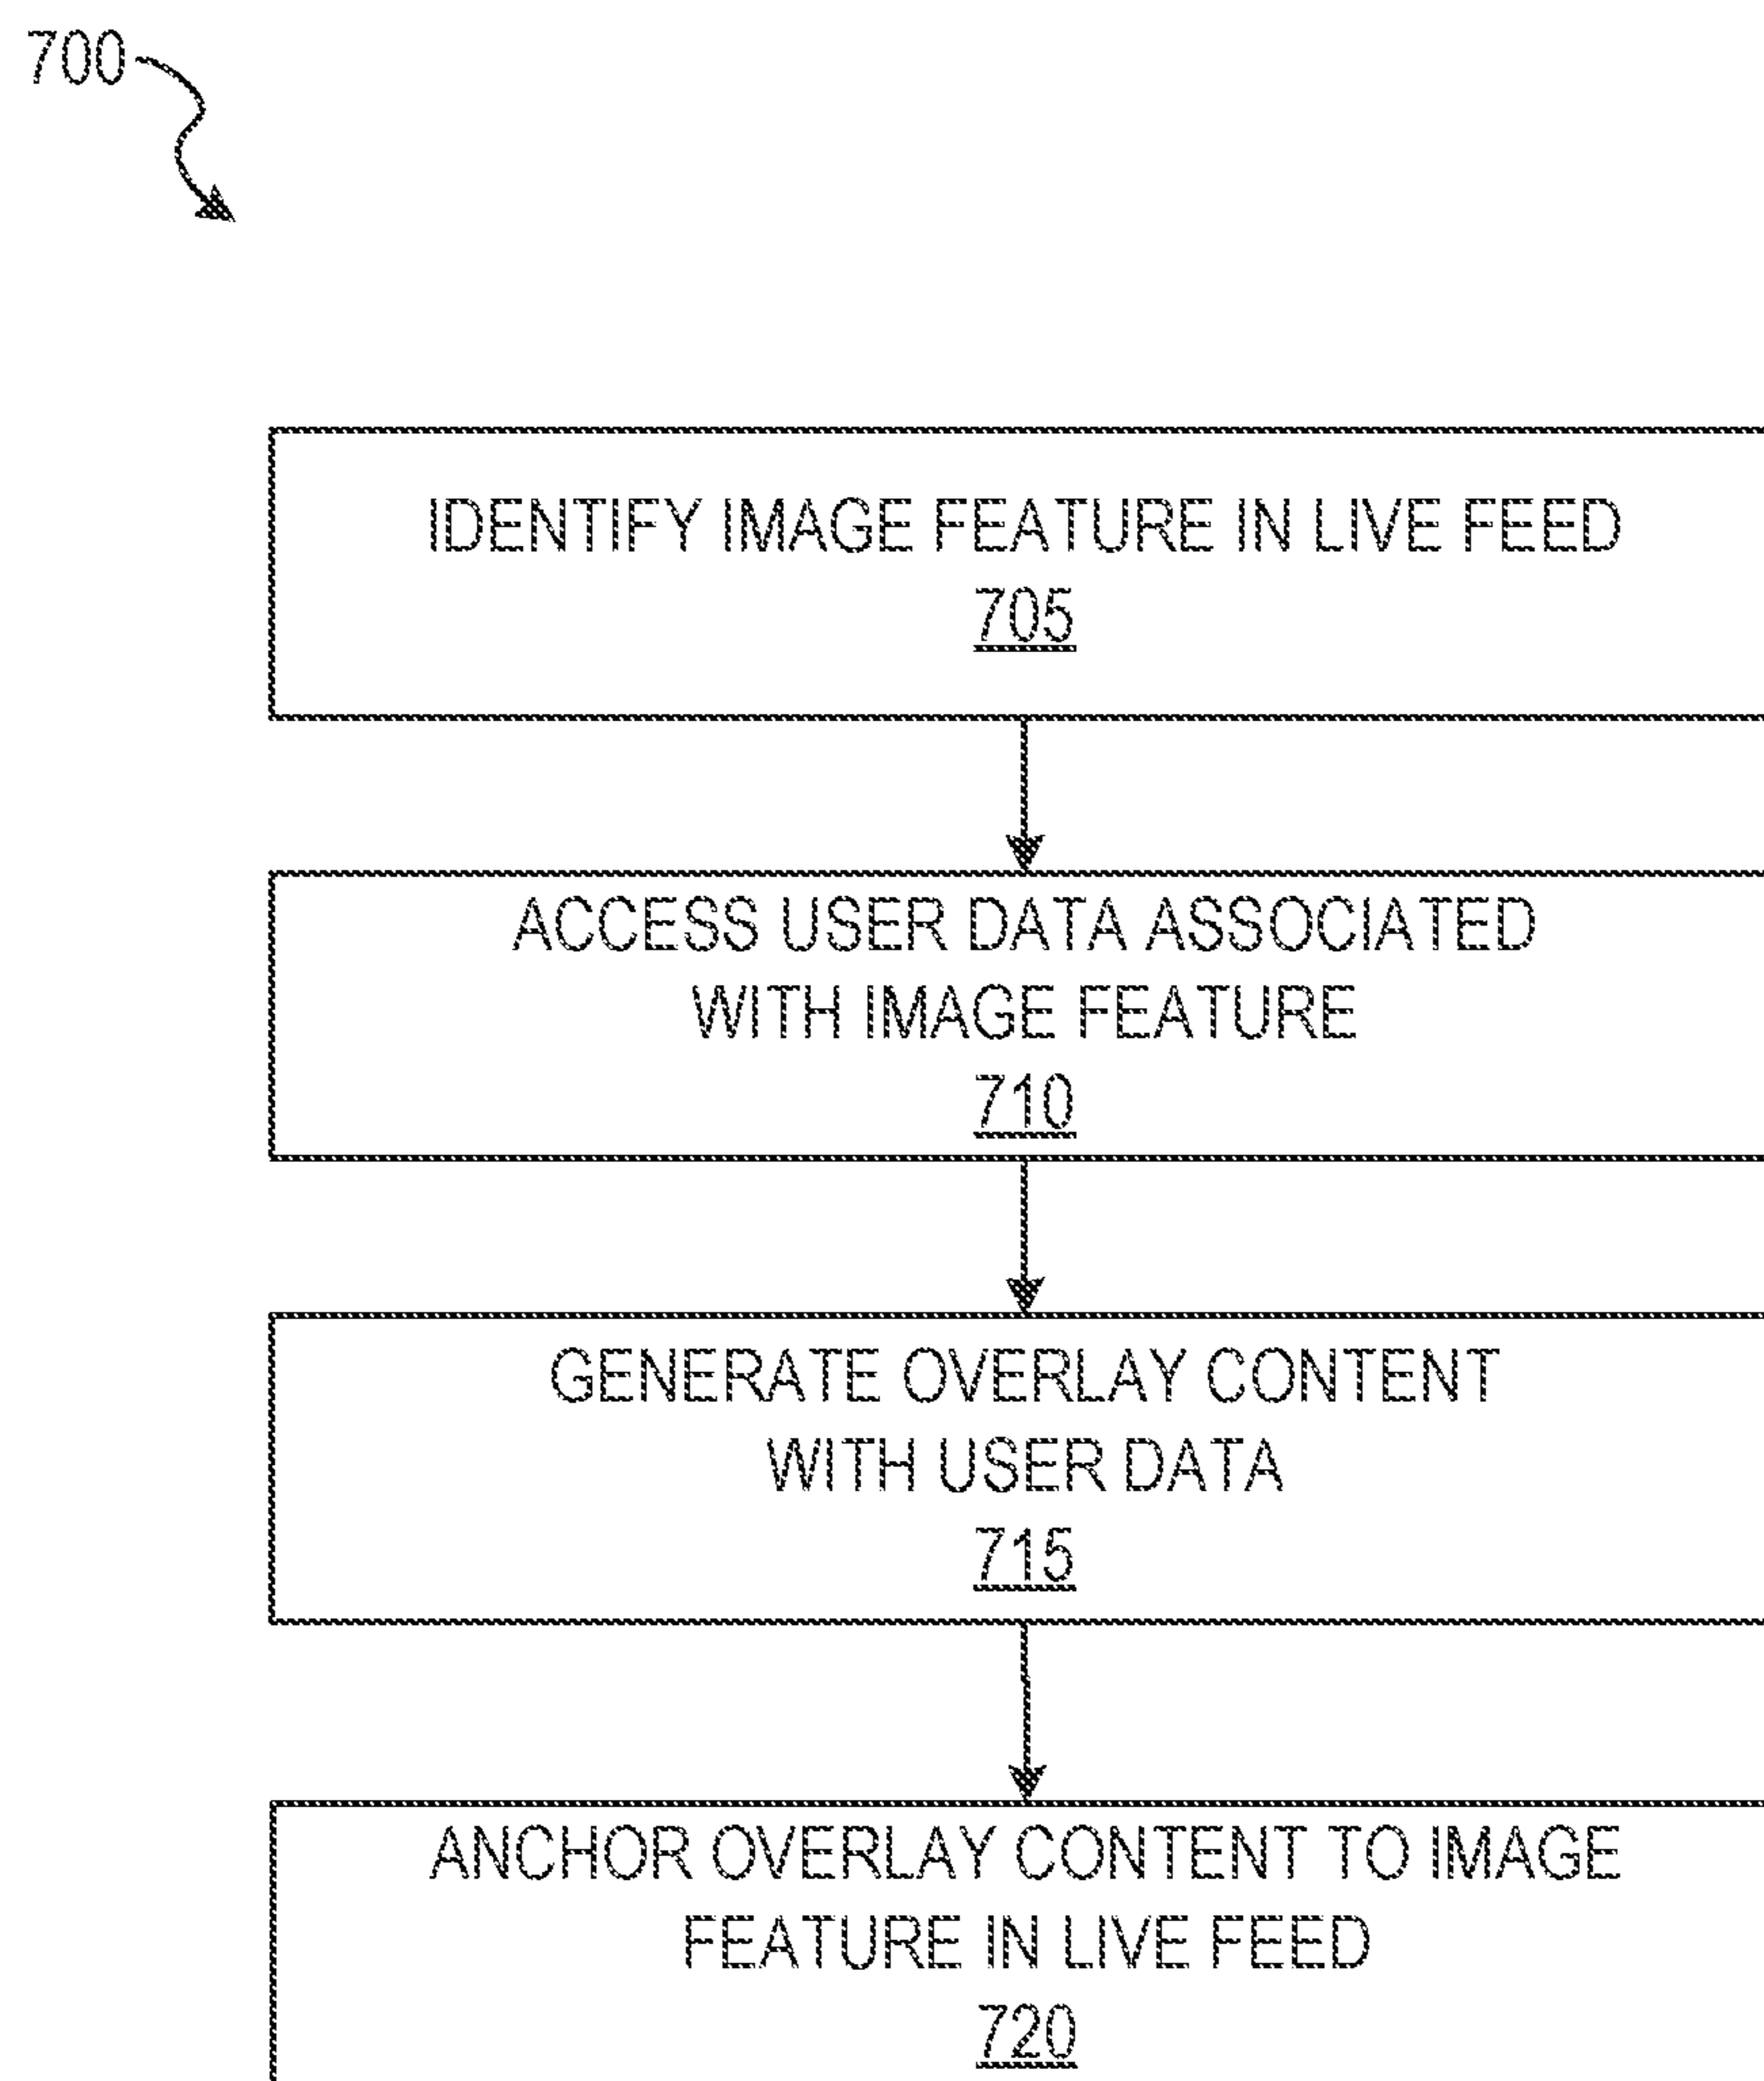 700
IDENTIFY IMAGE FEATURE IN LIVE FEED
705
ACCESS USER DATA ASSOCIATED
WITH IMAGE FEATURE
710
GENERATE OVERLAY CONTENT
WITH USER DATA
715
ANCHOR OVERLAY CONTENT TO IMAGE
FEATURE IN LIVE FEED
720